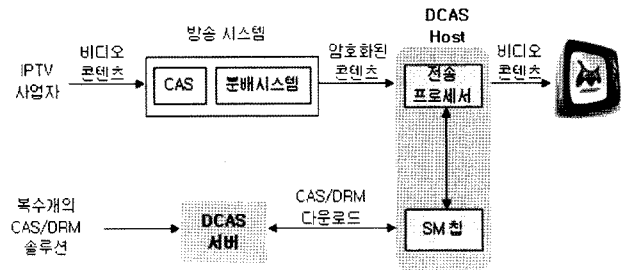 방송 시스템
DCAS
Host
IPTV
사업자
비디오
콘텐츠
CAS
분배시스템
암호화된
콘텐츠
전송
프로세서
비디오
콘텐츠
복수개의
CAS/DRM
솔루션
DCAS
서버
CAS/DRM
다운로드
SM 칩